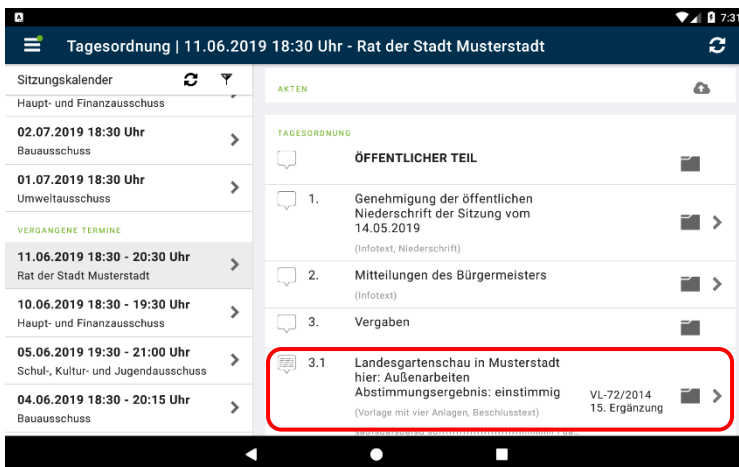 7:31
Tagesordnung | 11.06.2019 18:30 Uhr - Rat der Stadt Musterstadt
Sitzungskalender
Haupt- und Finanzausschuss
02.07.2019 18:30 Uhr
Bauausschuss
01.07.2019 18:30 Uhr
Umweltausschuss
VERGANGENE TERMINE
11.06.2019 18:30 - 20:30 Uhr
Rat der Stadt Musterstadt
10.06.2019 18:30 - 19:30 Uhr
Haupt- und Finanzausschuss
05.06.2019 19:30 - 21:00 Uhr
Schul-, Kultur- und Jugendausschuss
04.06.2019 18:30 - 20:15 Uhr
Bauausschuss
AKTEN
TAGESORDNUNG
ÖFFENTLICHER TEIL
1. Genehmigung der öffentlichen
Niederschrift der Sitzung vom
14.05.2019
(Infotext, Niederschrift)
2. Mitteilungen des Bürgermeisters
(Infotext)
3. Vergaben
3.1 Landesgartenschau in Musterstadt
hier: Außenarbeiten
Abstimmungsergebnis: einstimmig
(Vorlage mit vier Anlagen, Beschlusstext)
VL-72/2014
15. Ergänzung